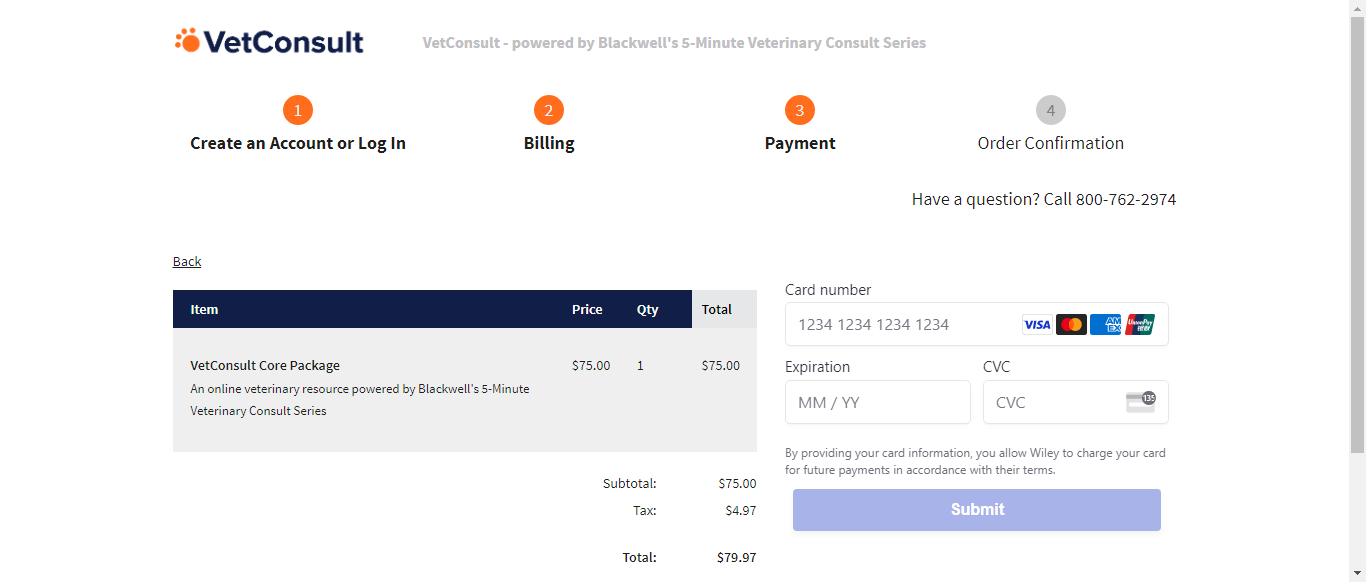 VetConsult
VetConsult - powered by Blackwell's 5-Minute Veterinary Consult Series
1
2
3
4
Create an Account or Log In
Billing
Payment
Order Confirmation
Have a question? Call 800-762-2974
Back
Item Price Qty Total
VetConsult Core Package $75.00 1 $75.00
An online veterinary resource powered by Blackwell's 5-Minute
Veterinary Consult Series
Subtotal: $75.00
Tax: $4.97
Total: $79.97
Card number
1234 1234 1234 1234 VISA AM EX UnionPay 银联
Expiration CVC
MM / YY CVC 135
By providing your card information, you allow Wiley to charge your card
for future payments in accordance with their terms.
Submit